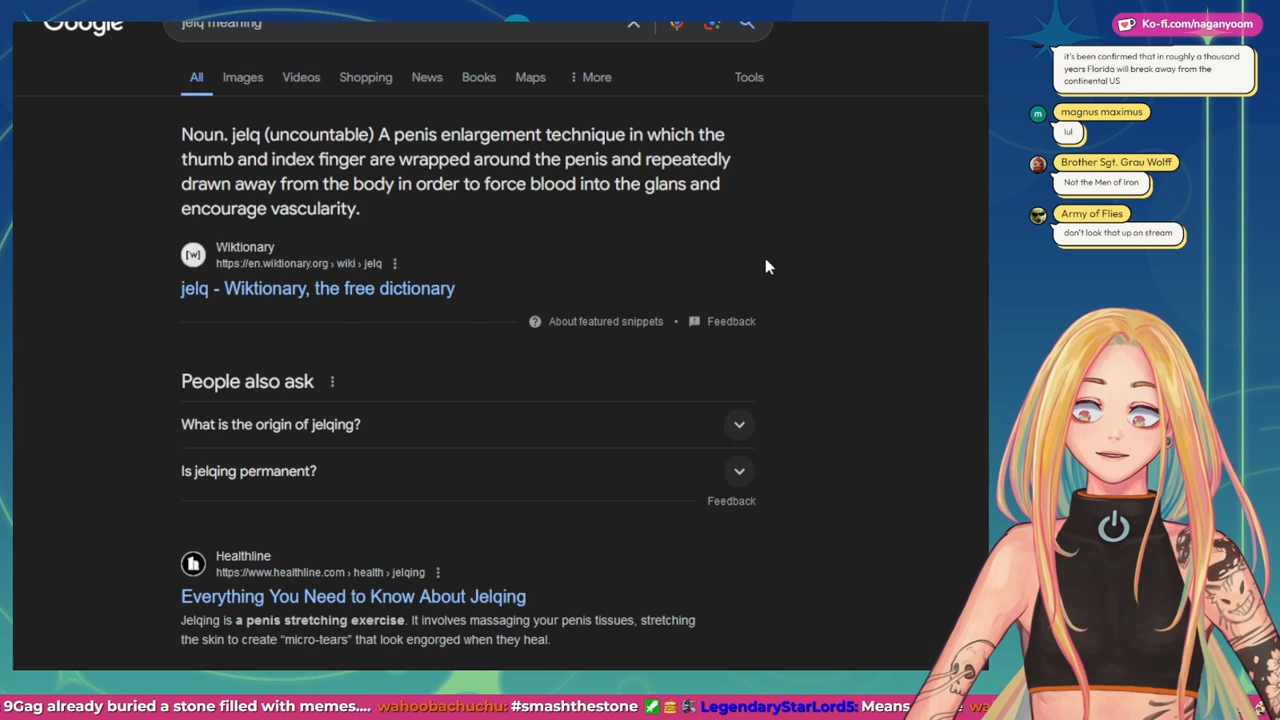 Google
jelq meaning
All Images Videos Shopping News Books Maps More Tools
Noun. jelq (uncountable) A penis enlargement technique in which the
thumb and index finger are wrapped around the penis and repeatedly
drawn away from the body in order to force blood into the glans and
encourage vascularity.
[w]
Wiktionary
https://en.wiktionary.org › wiki › jelq
jelq - Wiktionary, the free dictionary
About featured snippets • Feedback
People also ask
What is the origin of jelqing?
Is jelqing permanent?
Feedback
Healthline
https://www.healthline.com › health › jelqing
Everything You Need to Know About Jelqing
Jelqing is a penis stretching exercise. It involves massaging your penis tissues, stretching
the skin to create “micro-tears” that look engorged when they heal.
Ko-fi.com/naganyoom
it's been confirmed that in roughly a thousand
years Florida will break away from the
continental US
m
magnus maximus
lul
Brother Sgt. Grau Wolff
Not the Men of Iron
Army of Flies
don't look that up on stream
9Gag already buried a stone filled with memes.... wahoobachuchu: #smashthestone LegendaryStarLord5: Means